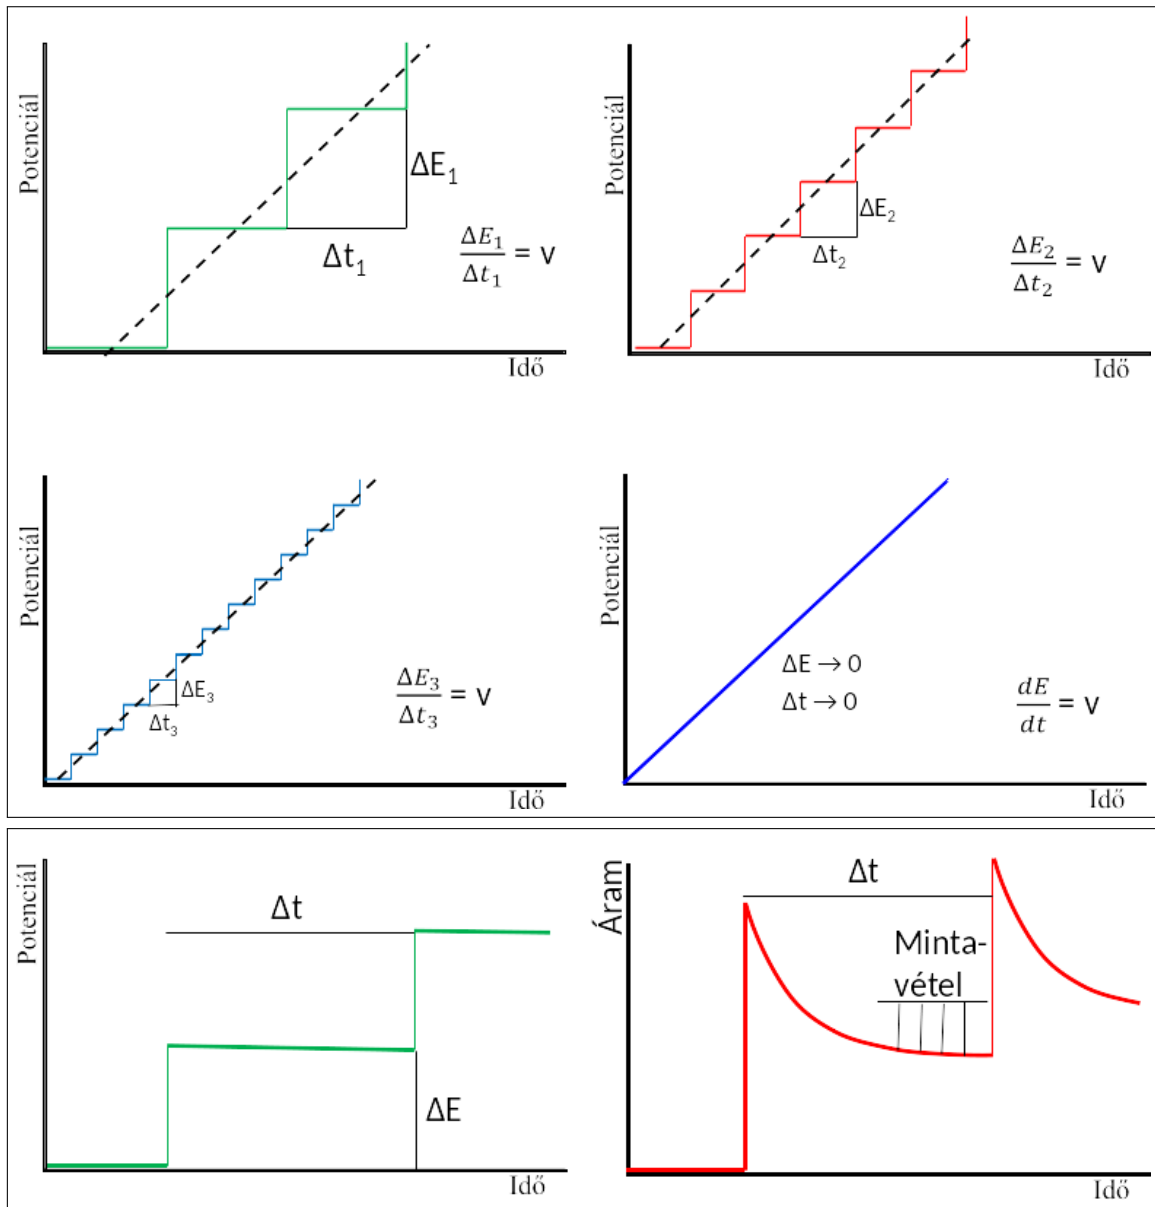 Potenciál
ΔE₁
Δt₁
ΔE₁/Δt₁ = v
Idő
Potenciál
ΔE₂
Δt₂
ΔE₂/Δt₂ = v
Idő
Potenciál
ΔE₃
Δt₃
ΔE₃/Δt₃ = v
Idő
Potenciál
ΔE → 0
Δt → 0
dE/dt = v
Idő
Potenciál
Δt
ΔE
Idő
Áram
Δt
Minta-
vétel
Idő